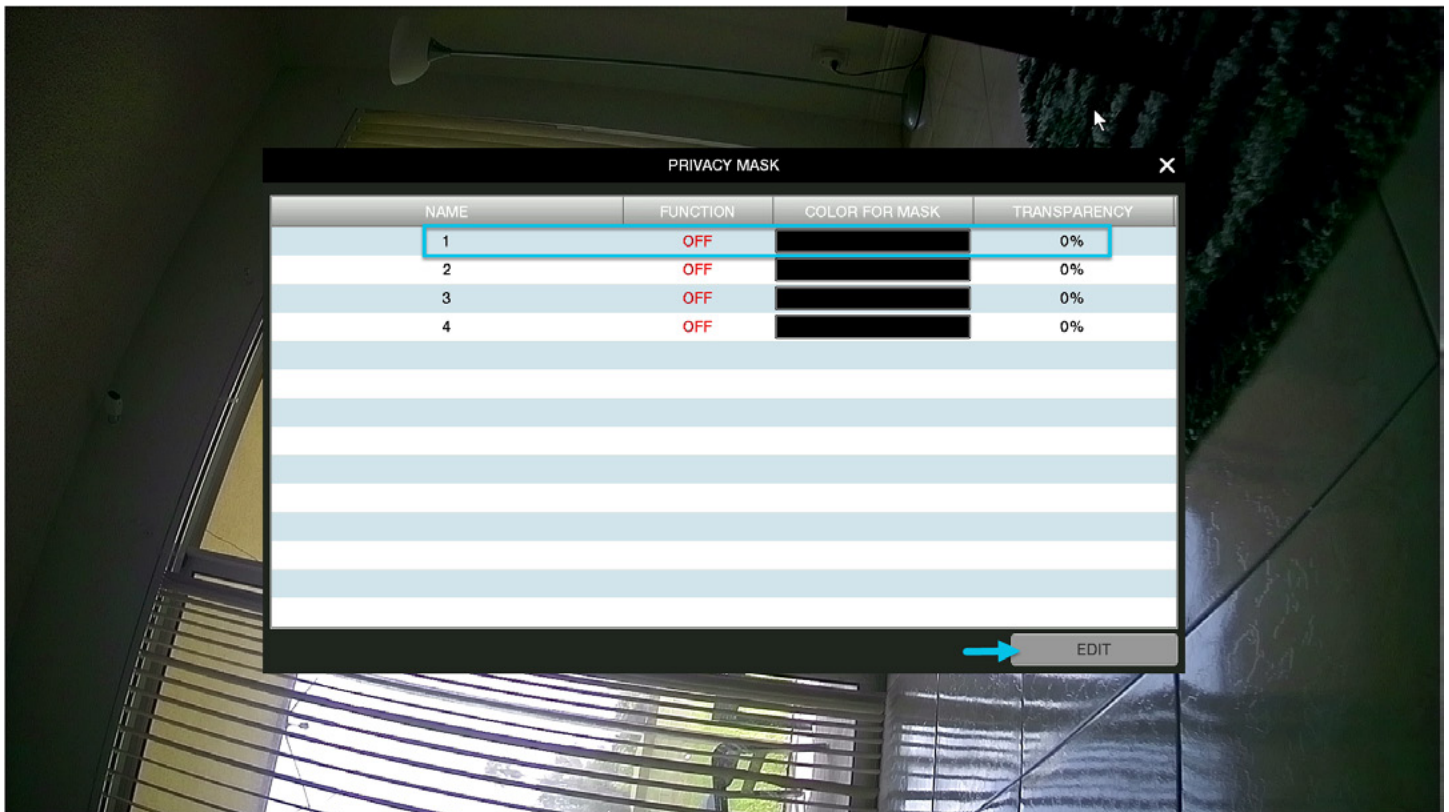 PRIVACY MASK
NAME FUNCTION COLOR FOR MASK TRANSPARENCY
1 OFF 0%
2 OFF 0%
3 OFF 0%
4 OFF 0%
EDIT